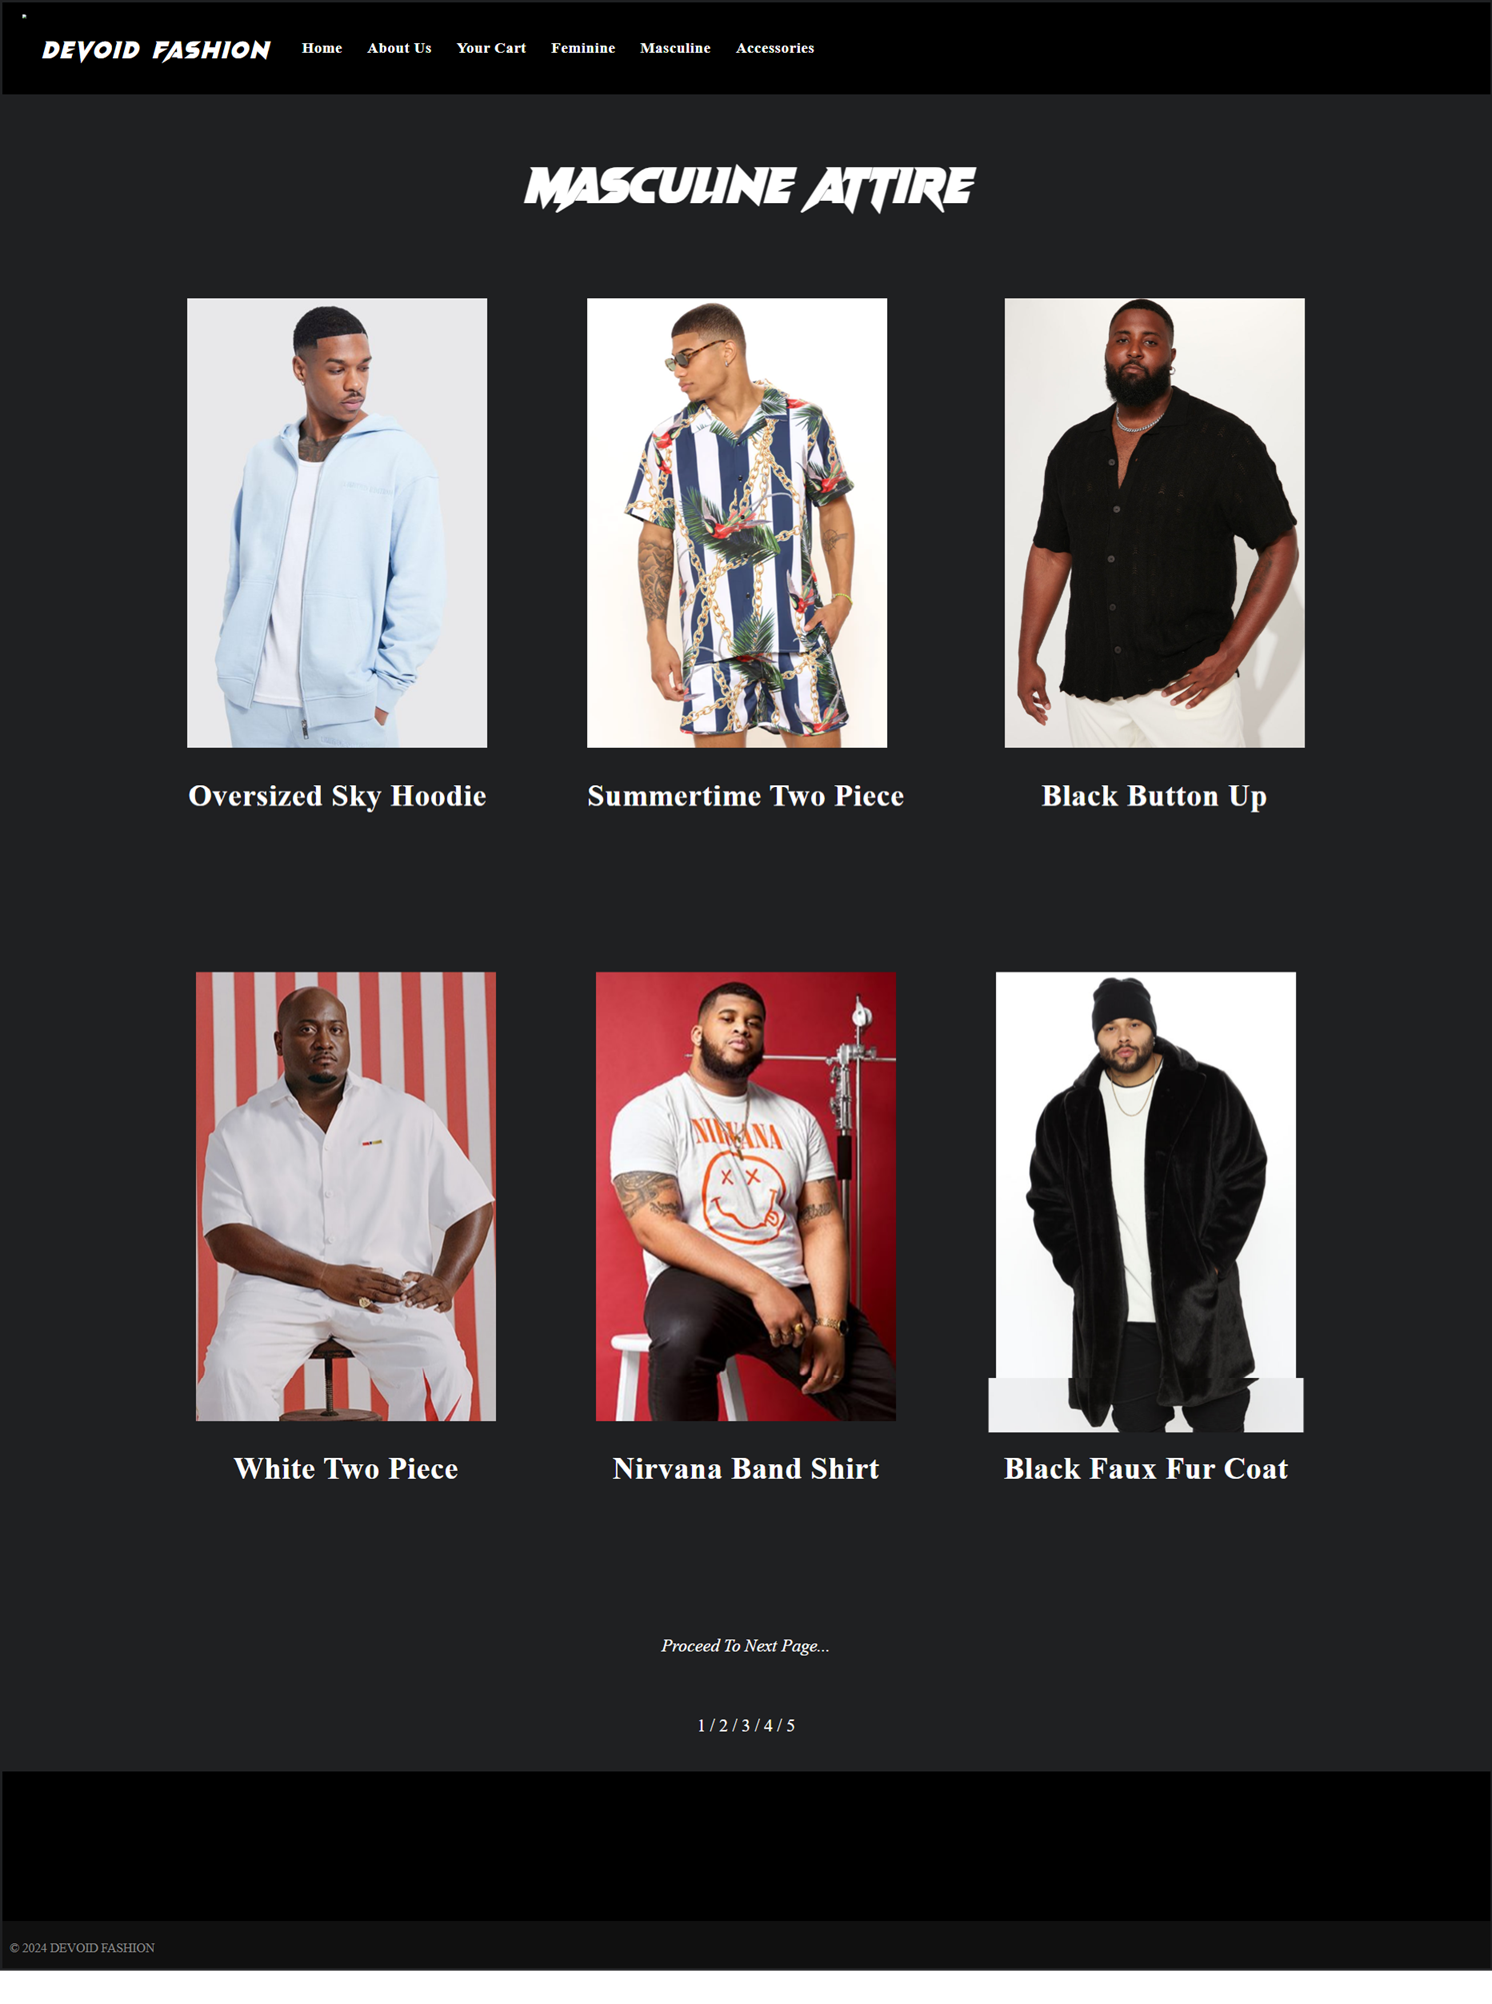 DEVOID FASHION
Home About Us Your Cart Feminine Masculine Accessories
MASCULINE ATTIRE
Oversized Sky Hoodie Summertime Two Piece Black Button Up
NIRVANA
White Two Piece Nirvana Band Shirt Black Faux Fur Coat
Proceed To Next Page...
1 / 2 / 3 / 4 / 5
© 2024 DEVOID FASHION